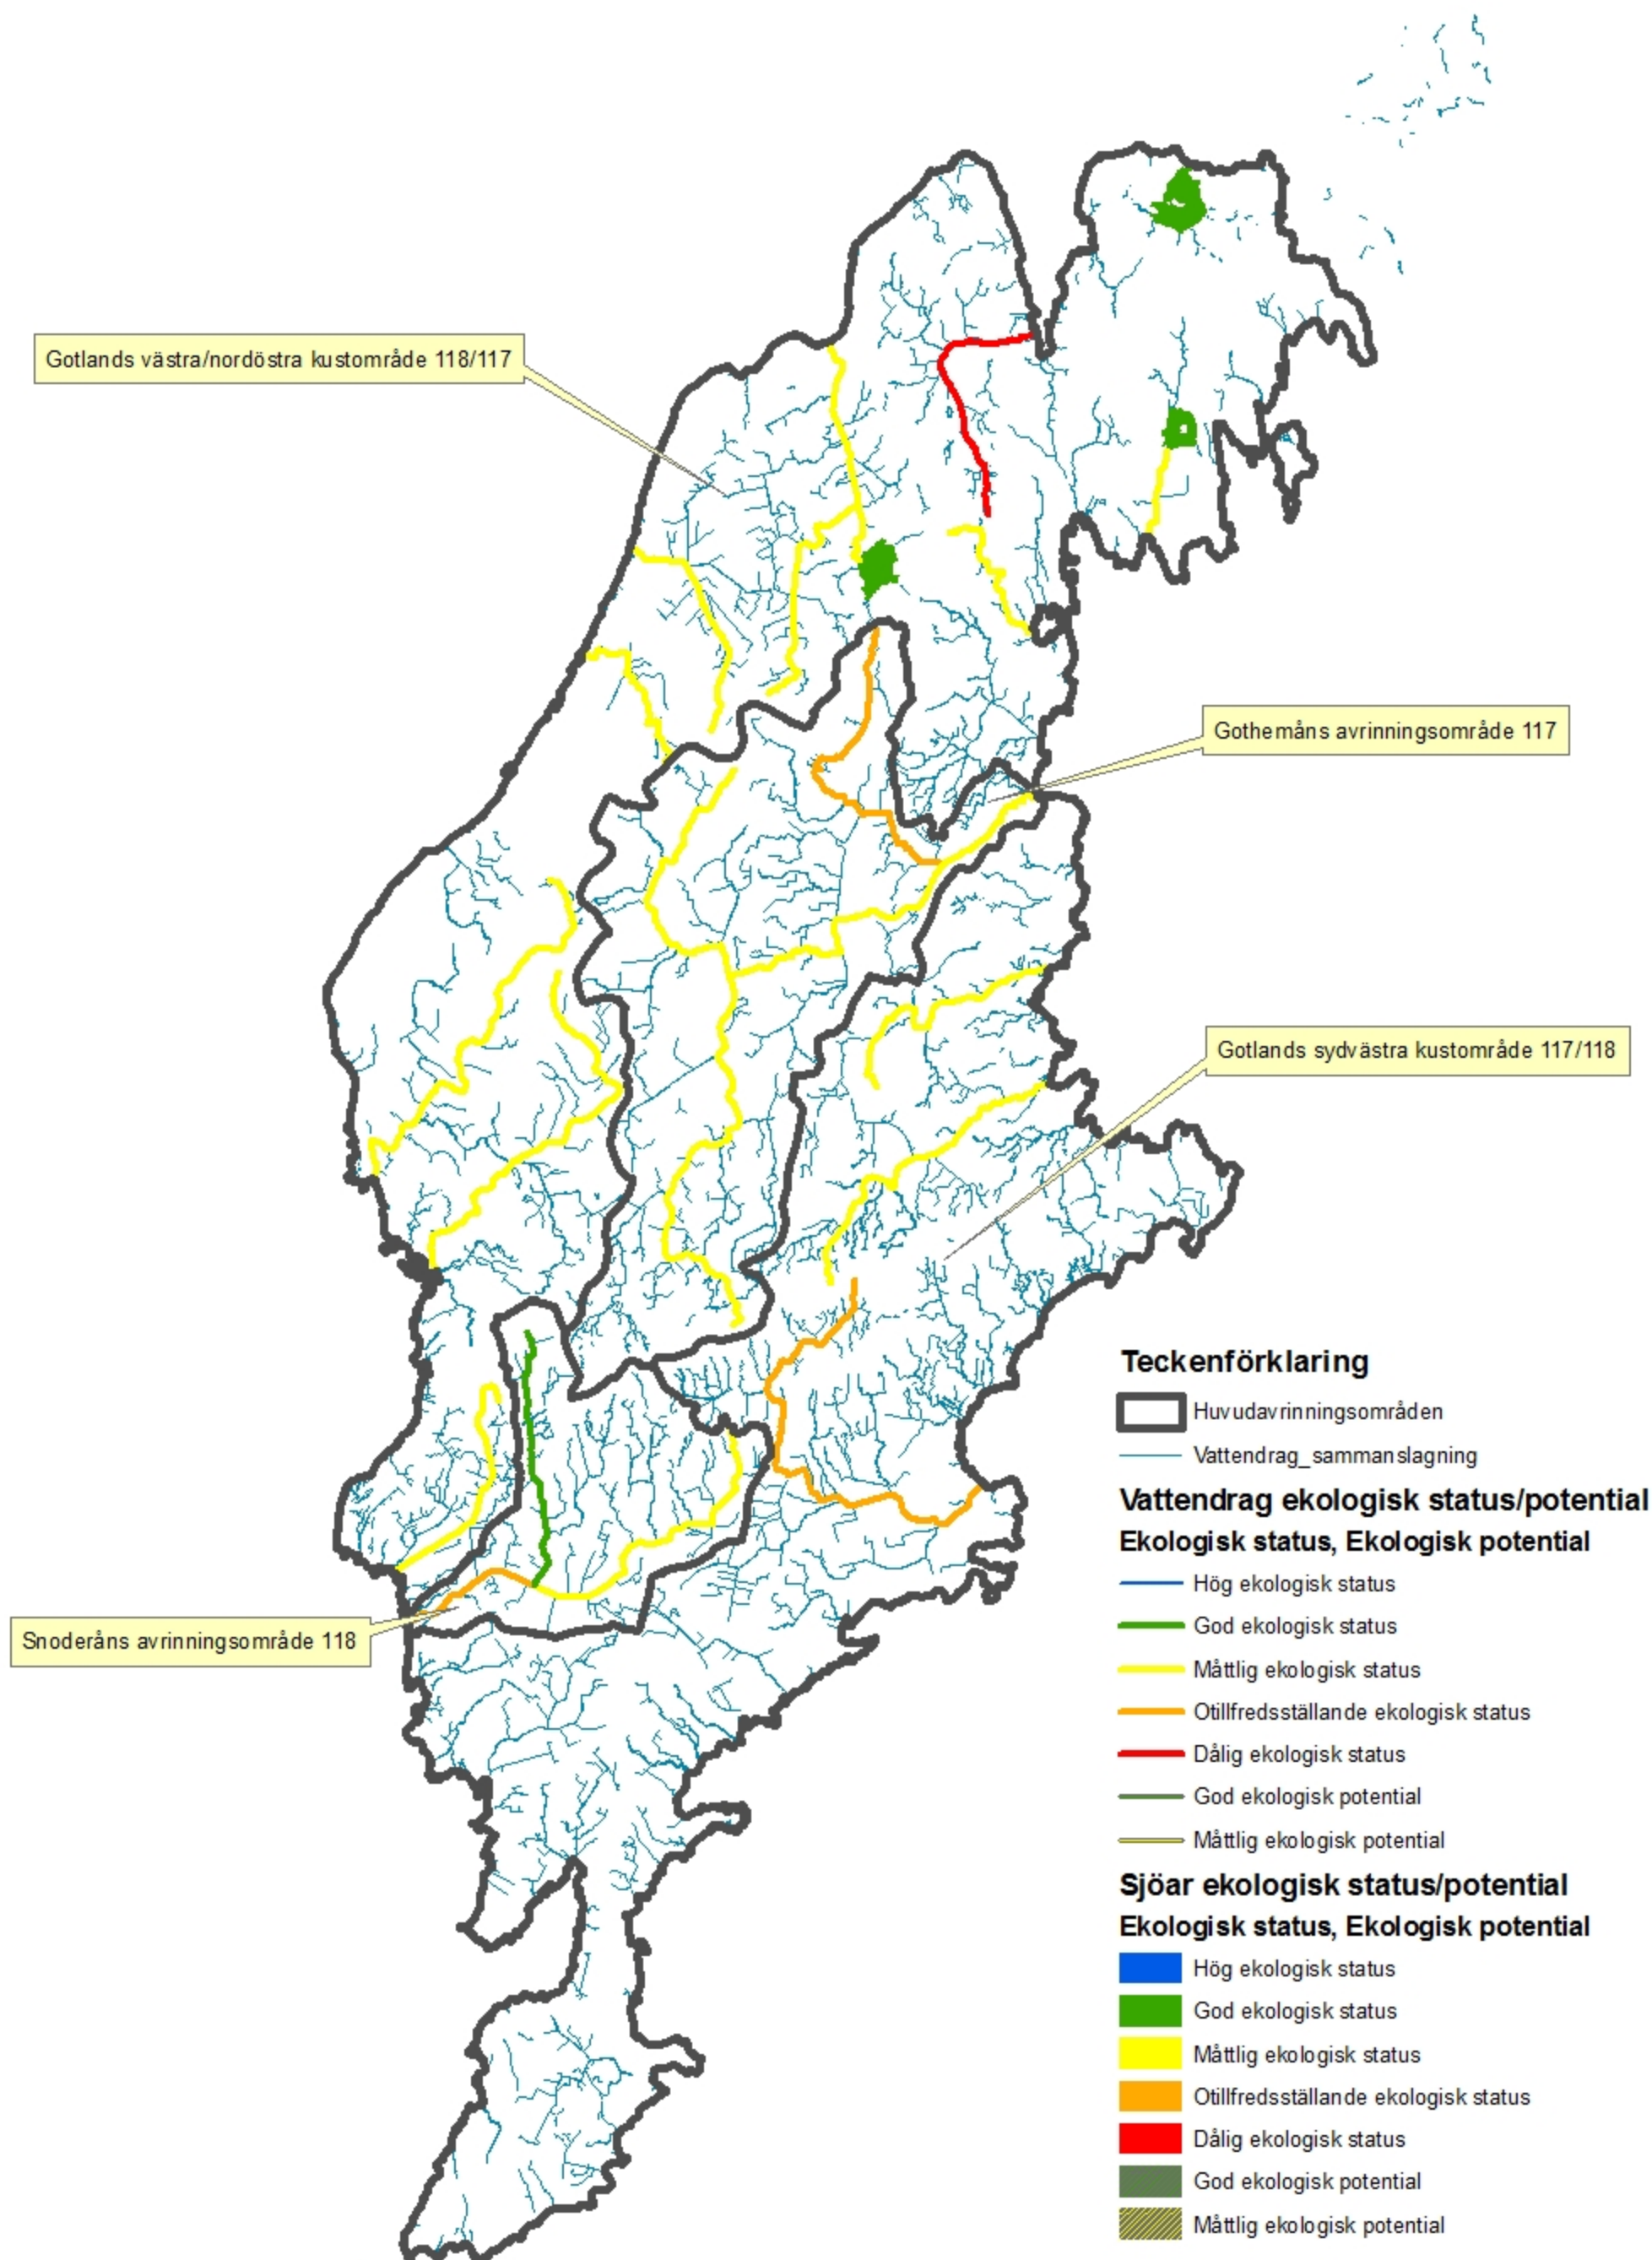 Gotlands västra/nordöstra kustområde 118/117
Gothemåns avrinningsområde 117
Gotlands sydvästra kustområde 117/118
Snoderåns avrinningsområde 118
Teckenförklaring
Huvudavrinningsområden
Vattendrag_sammanslagning
Vattendrag ekologisk status/potential
Ekologisk status, Ekologisk potential
Hög ekologisk status
God ekologisk status
Måttlig ekologisk status
Otillfredsställande ekologisk status
Dålig ekologisk status
God ekologisk potential
Måttlig ekologisk potential
Sjöar ekologisk status/potential
Ekologisk status, Ekologisk potential
Hög ekologisk status
God ekologisk status
Måttlig ekologisk status
Otillfredsställande ekologisk status
Dålig ekologisk status
God ekologisk potential
Måttlig ekologisk potential